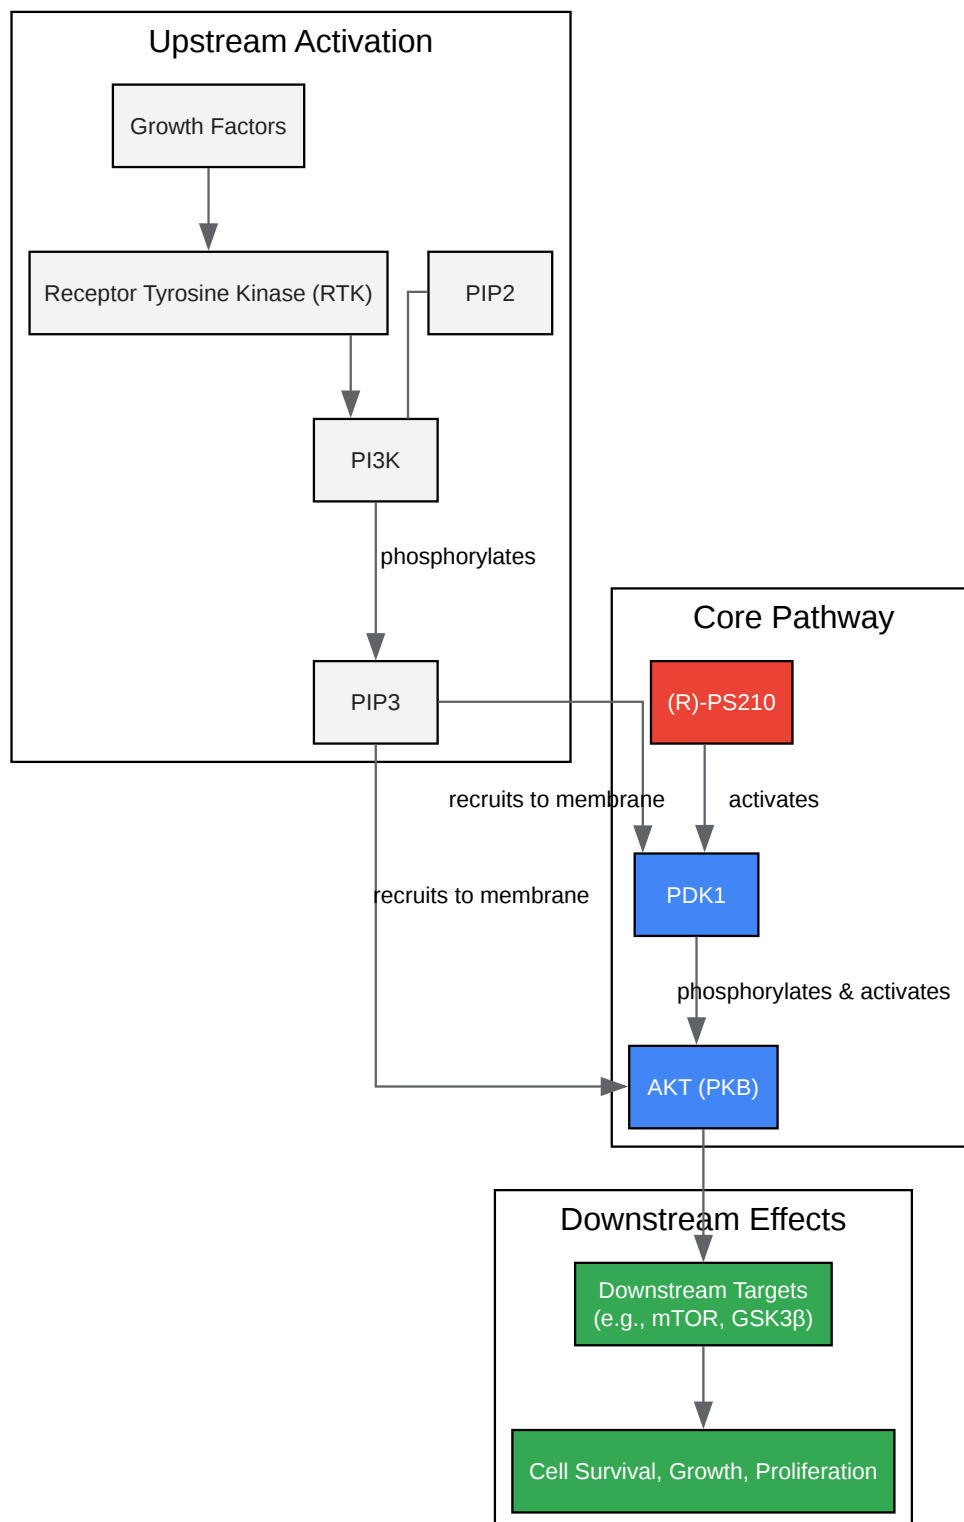 Upstream Activation
Growth Factors
Receptor Tyrosine Kinase (RTK)
PIP2
PI3K
phosphorylates
Core Pathway
PIP3
(R)-PS210
recruits to membrane
activates
recruits to membrane
PDK1
phosphorylates & activates
AKT (PKB)
Downstream Effects
Downstream Targets
(e.g., mTOR, GSK3β)
Cell Survival, Growth, Proliferation